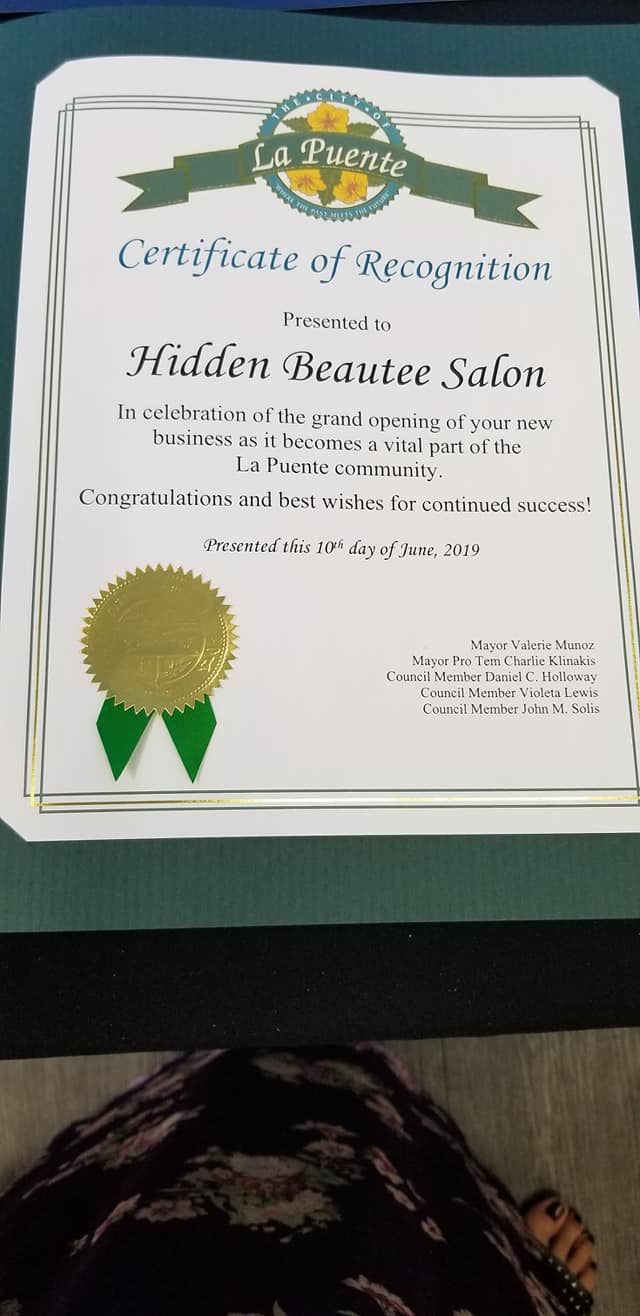 THE • CITY • OF
La Puente
"WHERE THE PAST MEETS THE FUTURE"
Certificate of Recognition
Presented to
Hidden Beautee Salon
In celebration of the grand opening of your new
business as it becomes a vital part of the
La Puente community.
Congratulations and best wishes for continued success!
Presented this 10th day of June, 2019
Mayor Valerie Munoz
Mayor Pro Tem Charlie Klinakis
Council Member Daniel C. Holloway
Council Member Violeta Lewis
Council Member John M. Solis